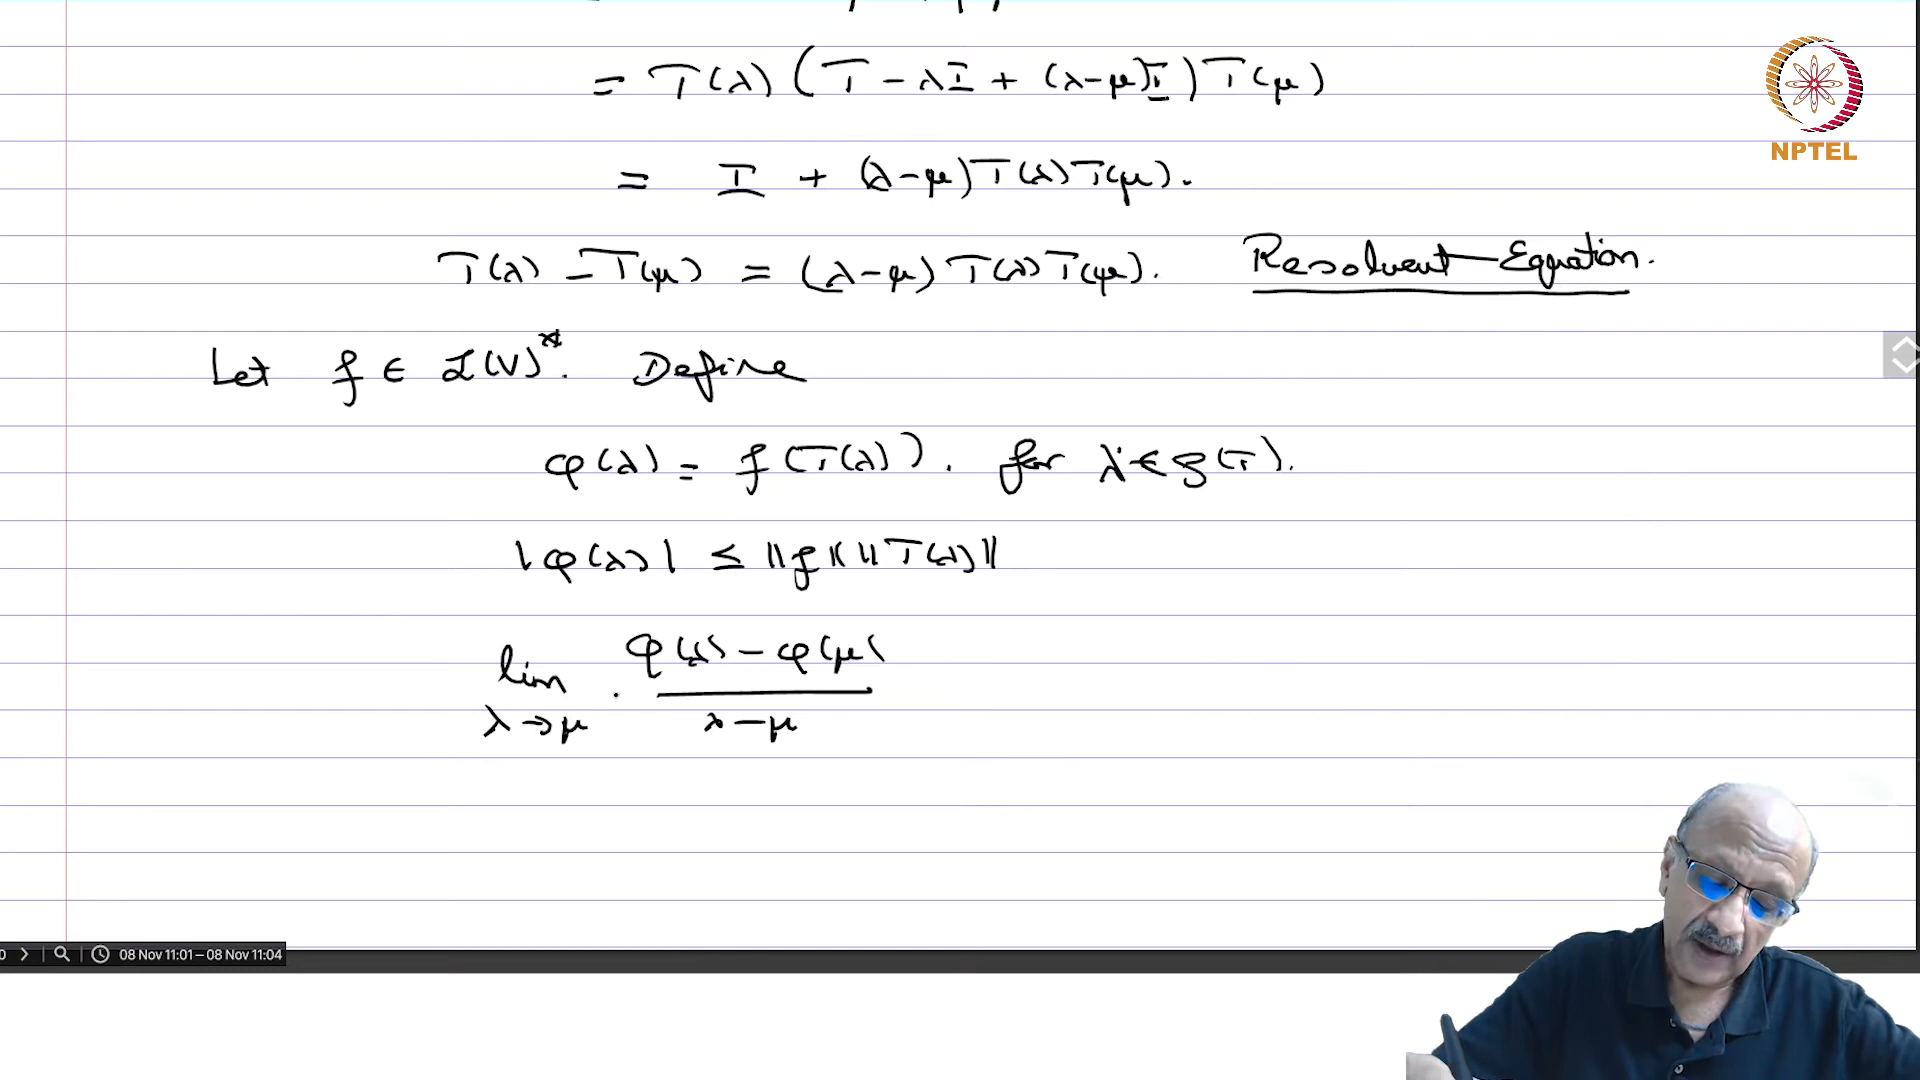 = T(λ) (T - λI + (λ-μ)I) T(μ)
NPTEL
= I + (λ-μ)T(λ)T(μ).
T(λ) - T(μ) = (λ-μ) T(λ) T(μ). Resolvent Equation.
Let f ∈ L(V)*. Define
φ(λ) = f(T(λ)). for λ ∈ ρ(T).
|φ(λ)| ≤ ||f|| ||T(λ)||
lim φ(λ) - φ(μ)
λ→μ λ-μ
08 Nov 11:01 – 08 Nov 11:04